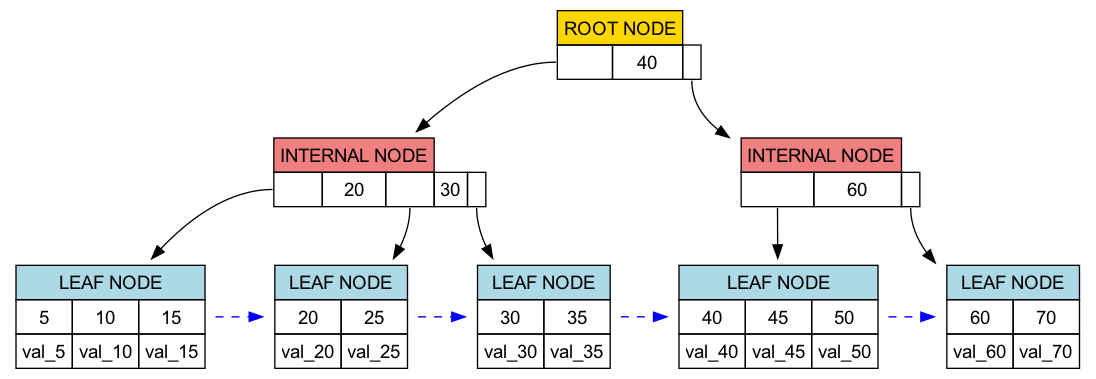 ROOT NODE
40
INTERNAL NODE
20 30
INTERNAL NODE
60
LEAF NODE
5 10 15
val_5 val_10 val_15
LEAF NODE
20 25
val_20 val_25
LEAF NODE
30 35
val_30 val_35
LEAF NODE
40 45 50
val_40 val_45 val_50
LEAF NODE
60 70
val_60 val_70